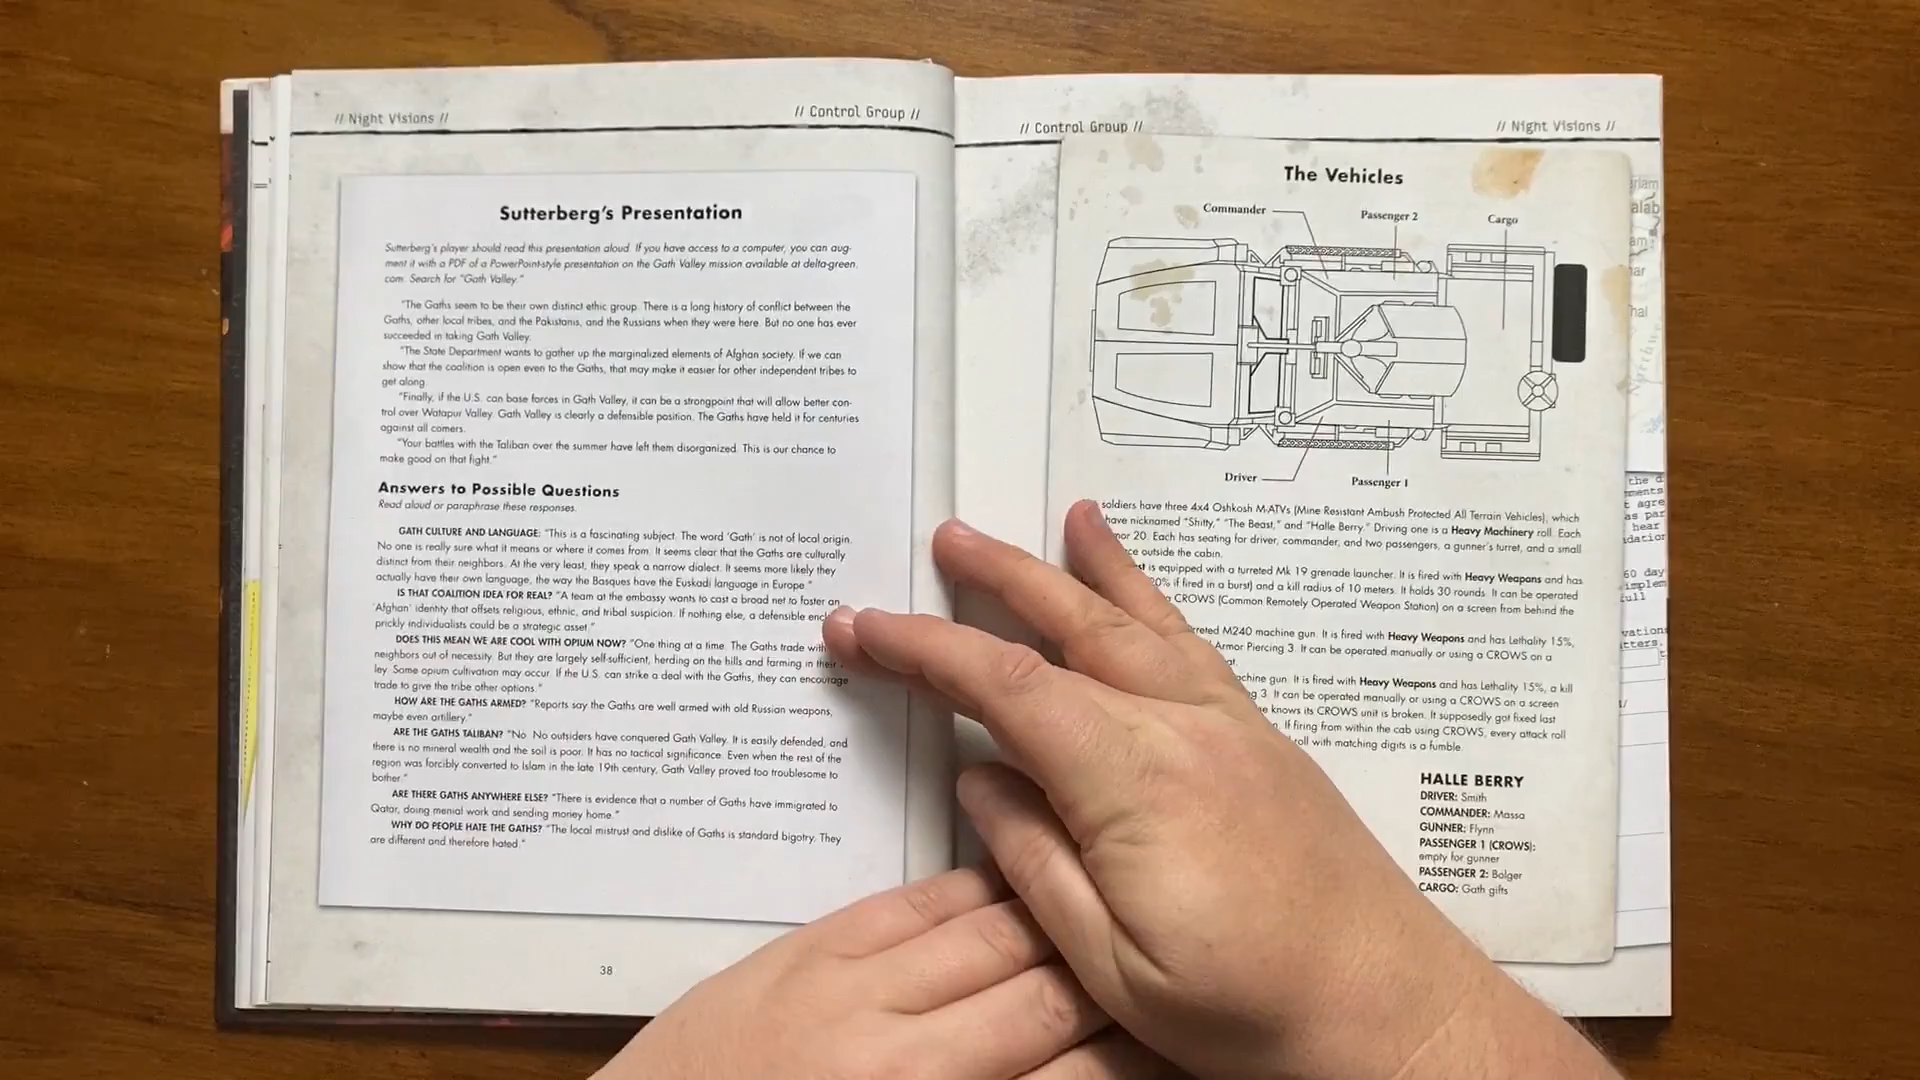 // Night Visions //
// Control Group //
Sutterberg's Presentation
Sutterberg's player should read this presentation aloud. If you have access to a computer, you can aug-
ment it with a PDF of a PowerPoint-style presentation on the Gath Valley mission available at delta-green.
com. Search for "Gath Valley."
"The Gaths seem to be their own distinct ethic group. There is a long history of conflict between the
Gaths, other local tribes, and the Pakistanis, and the Russians when they were here. But no one has ever
succeeded in taking Gath Valley.
"The State Department wants to gather up the marginalized elements of Afghan society. If we can
show that the coalition is open even to the Gaths, that may make it easier for other independent tribes to
get along.
"Finally, if the U.S. can base forces in Gath Valley, it can be a strongpoint that will allow better con-
trol over Watapur Valley. Gath Valley is clearly a defensible position. The Gaths have held it for centuries
against all comers.
"Your battles with the Taliban over the summer have left them disorganized. This is our chance to
make good on that fight."
Answers to Possible Questions
Read aloud or paraphrase these responses.
GATH CULTURE AND LANGUAGE: "This is a fascinating subject. The word 'Gath' is not of local origin.
No one is really sure what it means or where it comes from. It seems clear that the Gaths are culturally
distinct from their neighbors. At the very least, they speak a narrow dialect. It seems more likely they
actually have their own language, the way the Basques have the Euskadi language in Europe."
IS THAT COALITION IDEA FOR REAL? "A team at the embassy wants to cast a broad net to foster an
'Afghan' identity that offsets religious, ethnic, and tribal suspicion. If nothing else, a defensible
prickly individualists could be a strategic asset."
DOES THIS MEAN WE ARE COOL WITH OPIUM NOW? "One thing at a time. The Gaths trade with
neighbors out of necessity. But they are largely self-sufficient, herding on the hills and farming in their
ley. Some opium cultivation may occur. If the U.S. can strike a deal with the Gaths, they can encourage
trade to give the tribe other options."
HOW ARE THE GATHS ARMED? "Reports say the Gaths are well armed with old Russian weapons,
maybe even artillery."
ARE THE GATHS TALIBAN? "No. No outsiders have conquered Gath Valley. It is easily defended, and
there is no mineral wealth and the soil is poor. It has no tactical significance. Even when the rest of the
region was forcibly converted to Islam in the late 19th century, Gath Valley proved too troublesome to
bother."
ARE THERE GATHS ANYWHERE ELSE? "There is evidence that a number of Gaths have immigrated to
Qatar, doing menial work and sending money home."
WHY DO PEOPLE HATE THE GATHS? "The local mistrust and dislike of Gaths is standard bigotry. They
are different and therefore hated."
38
// Control Group //
// Night Visions //
The Vehicles
Commander
Passenger 2
Cargo
Driver
Passenger 1
soldiers have three 4x4 Oshkosh M-ATVs (Mine Resistant Ambush Protected All Terrain Vehicles), which
have nicknamed "Shitty," "The Beast," and "Halle Berry." Driving one is a Heavy Machinery roll. Each
20. Each has seating for driver, commander, and two passengers, a gunner's turret, and a small
outside the cabin.
is equipped with a turreted Mk 19 grenade launcher. It is fired with Heavy Weapons and has
20% if fired in a burst) and a kill radius of 10 meters. It holds 30 rounds. It can be operated
a CROWS (Common Remotely Operated Weapon Station) on a screen from behind the
M240 machine gun. It is fired with Heavy Weapons and has Lethality 15%,
Armor Piercing 3. It can be operated manually or using a CROWS on a
gun. It is fired with Heavy Weapons and has Lethality 15%, a kill
3. It can be operated manually or using a CROWS on a screen
knows its CROWS unit is broken. It supposedly got fixed last
If firing from within the cab using CROWS, every attack roll
roll with matching digits is a fumble.
HALLE BERRY
DRIVER: Smith
COMMANDER: Massa
GUNNER: Flynn
PASSENGER 1 (CROWS):
empty for gunner
PASSENGER 2: Bolger
CARGO: Gath gifts